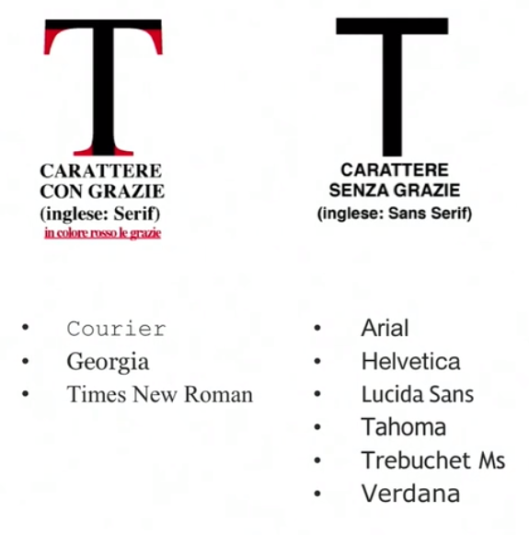 T
CARATTERE
CON GRAZIE
(inglese: Serif)
in colore rosso le grazie
• Courier
• Georgia
• Times New Roman
T
CARATTERE
SENZA GRAZIE
(inglese: Sans Serif)
• Arial
• Helvetica
• Lucida Sans
• Tahoma
• Trebuchet Ms
• Verdana